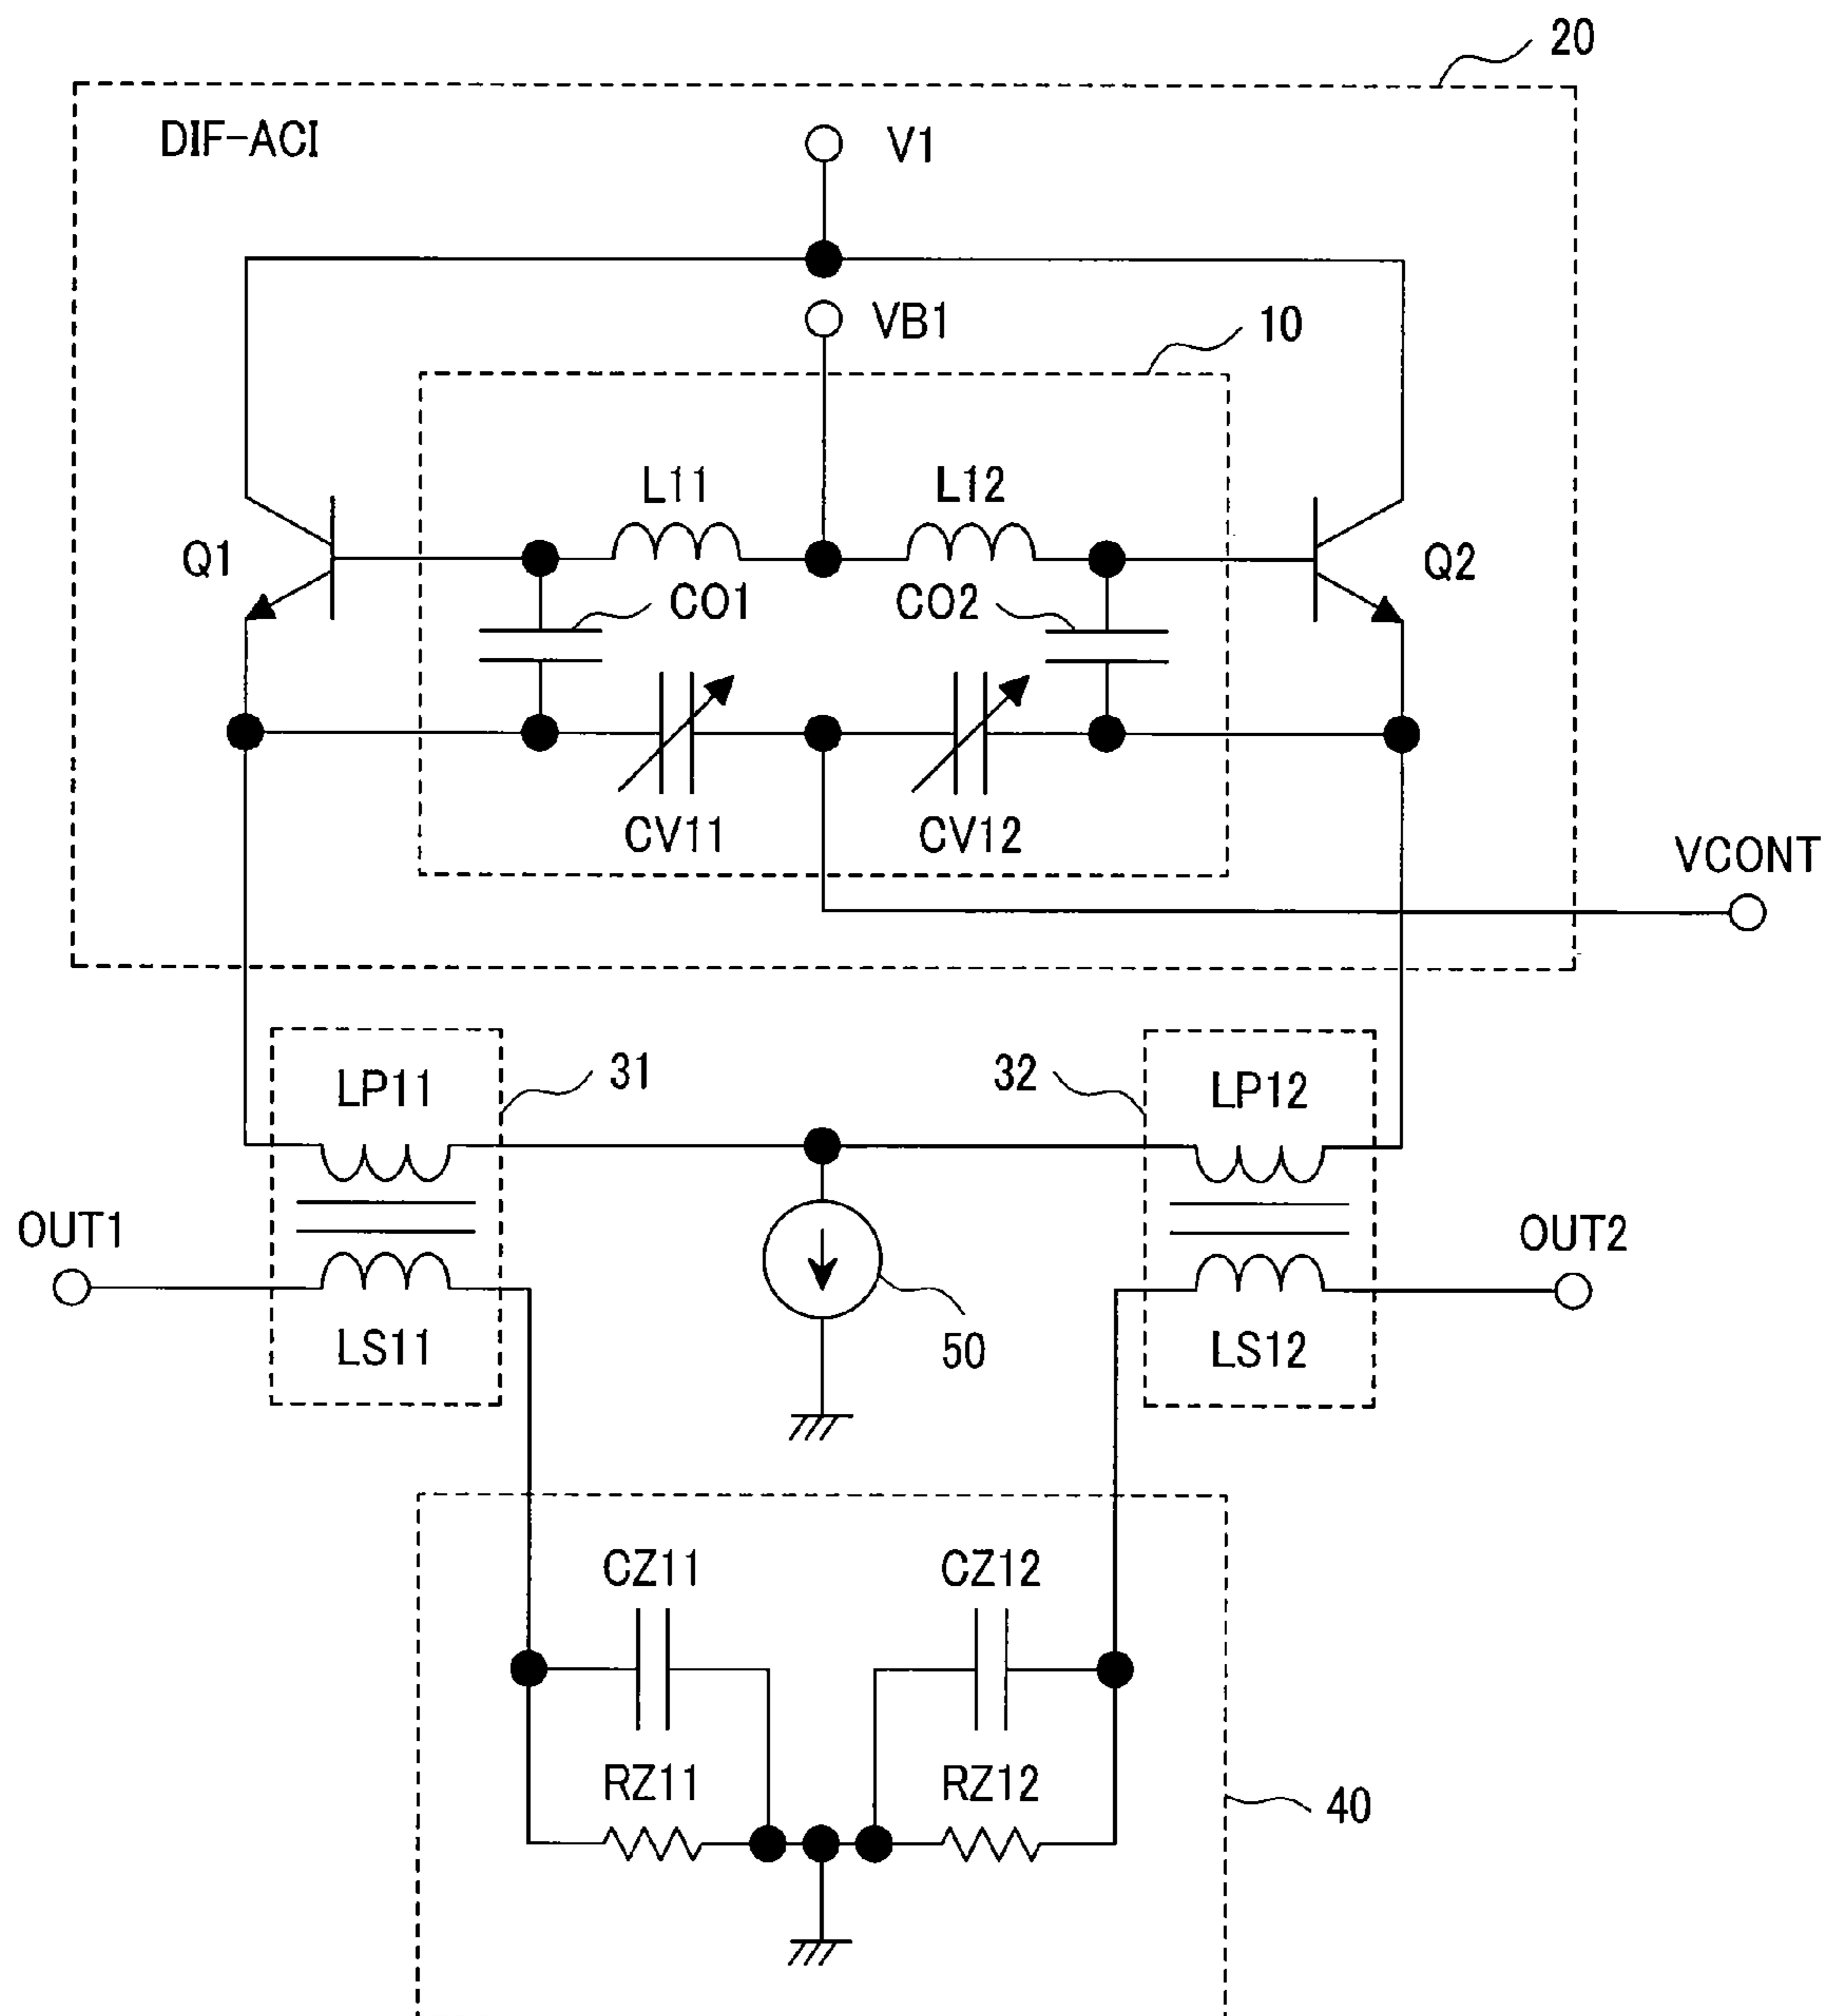 20
DIF-ACI
V1
VB1
10
L11
L12
Q1
Q2
CO1
CO2
CV11
CV12
VCONT
LP11
31
32
LP12
OUT1
OUT2
LS11
50
LS12
CZ11
CZ12
RZ11
RZ12
40